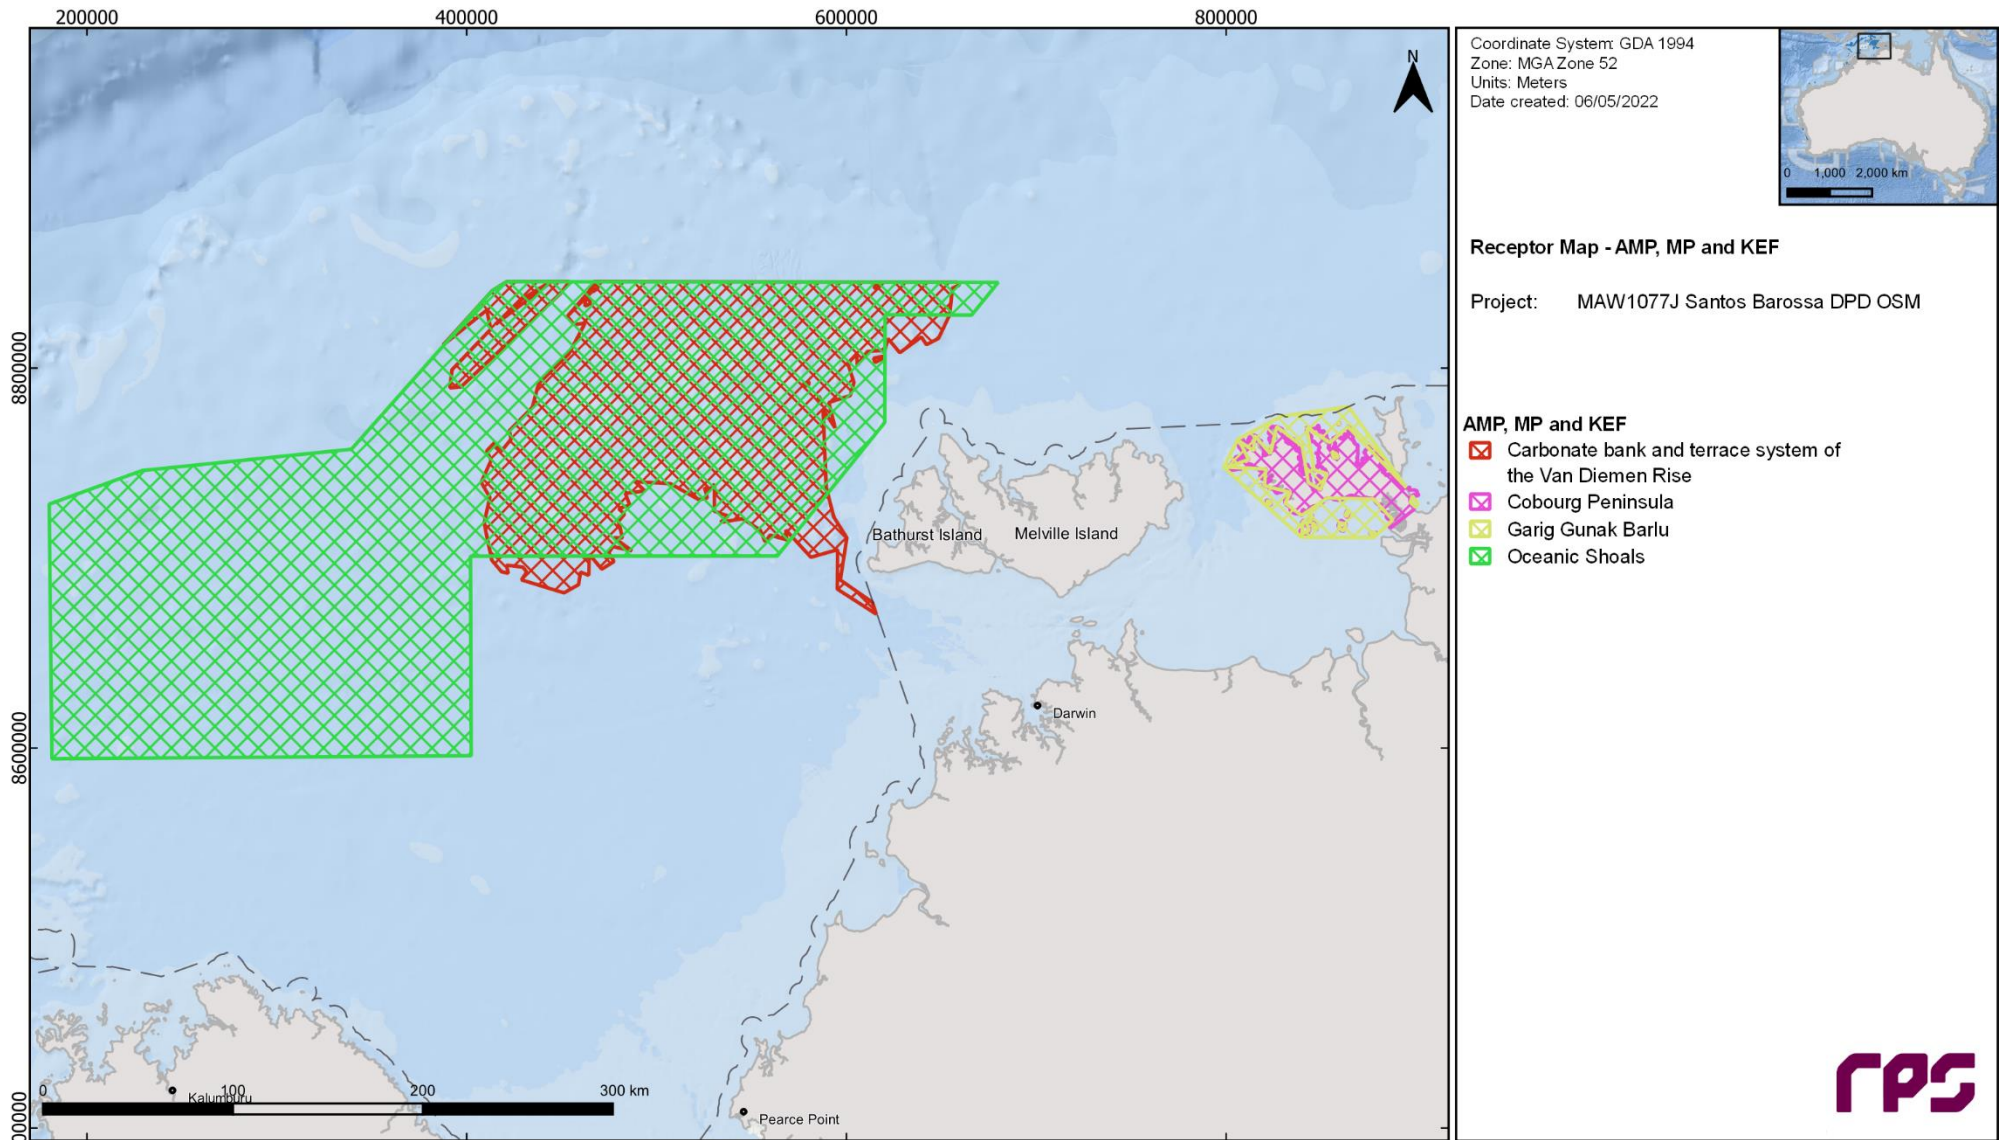 200000
400000
600000
800000
N
8800000
8600000
Bathurst Island
Melville Island
Darwin
Kalumburu
Pearce Point
0
100
200
300 km
Coordinate System: GDA 1994
Zone: MGA Zone 52
Units: Meters
Date created: 06/05/2022
0 1,000 2,000 km
Receptor Map - AMP, MP and KEF
Project: MAW1077J Santos Barossa DPD OSM
AMP, MP and KEF
Carbonate bank and terrace system of
the Van Diemen Rise
Cobourg Peninsula
Garig Gunak Barlu
Oceanic Shoals
rps